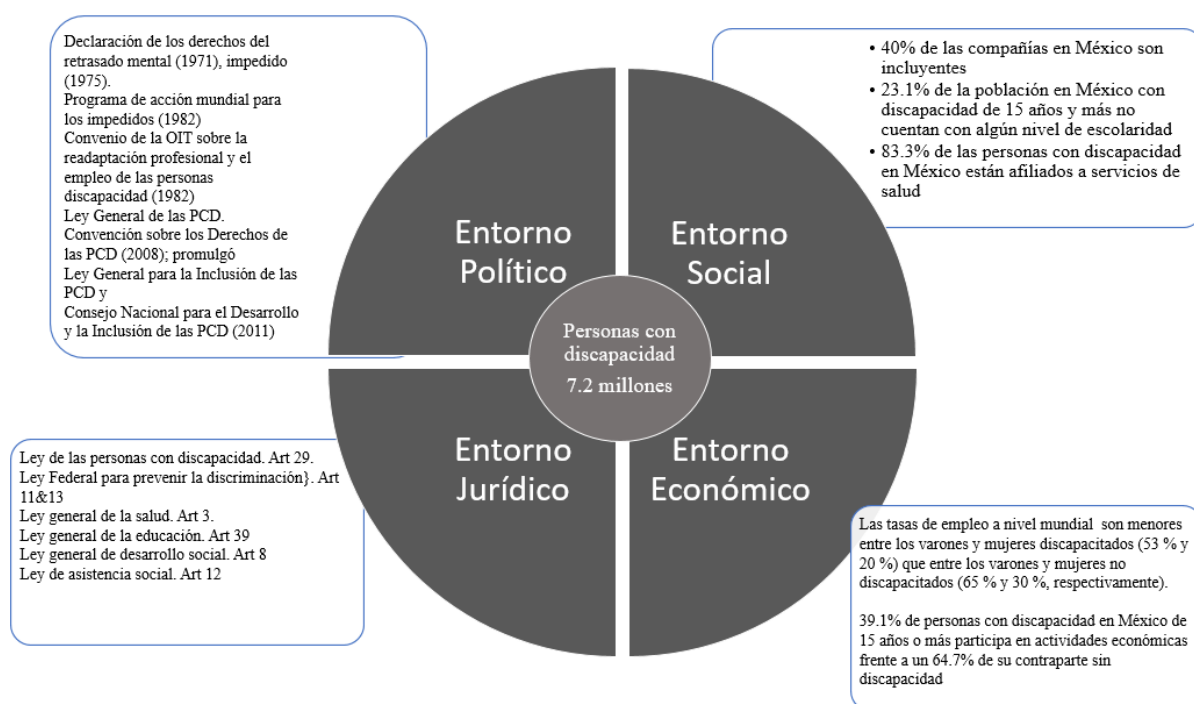 Declaración de los derechos del
retrasado mental (1971), impedido
(1975).
Programa de acción mundial para
los impedidos (1982)
Convenio de la OIT sobre la
readaptación profesional y el
empleo de las personas
discapacidad (1982)
Ley General de las PCD.
Convención sobre los Derechos de
las PCD (2008); promulgó
Ley General para la Inclusión de las
PCD y
Consejo Nacional para el Desarrollo
y la Inclusión de las PCD (2011)
• 40% de las compañías en México son
incluyentes
• 23.1% de la población en México con
discapacidad de 15 años y más no
cuentan con algún nivel de escolaridad
• 83.3% de las personas con discapacidad
en México están afiliados a servicios de
salud
Entorno
Político
Entorno
Social
Personas con
discapacidad
7.2 millones
Entorno
Jurídico
Entorno
Económico
Ley de las personas con discapacidad. Art 29.
Ley Federal para prevenir la discriminación}. Art
11&13
Ley general de la salud. Art 3.
Ley general de la educación. Art 39
Ley general de desarrollo social. Art 8
Ley de asistencia social. Art 12
Las tasas de empleo a nivel mundial son menores
entre los varones y mujeres discapacitados (53 % y
20 %) que entre los varones y mujeres no
discapacitados (65 % y 30 %, respectivamente).
39.1% de personas con discapacidad en México de
15 años o más participa en actividades económicas
frente a un 64.7% de su contraparte sin
discapacidad